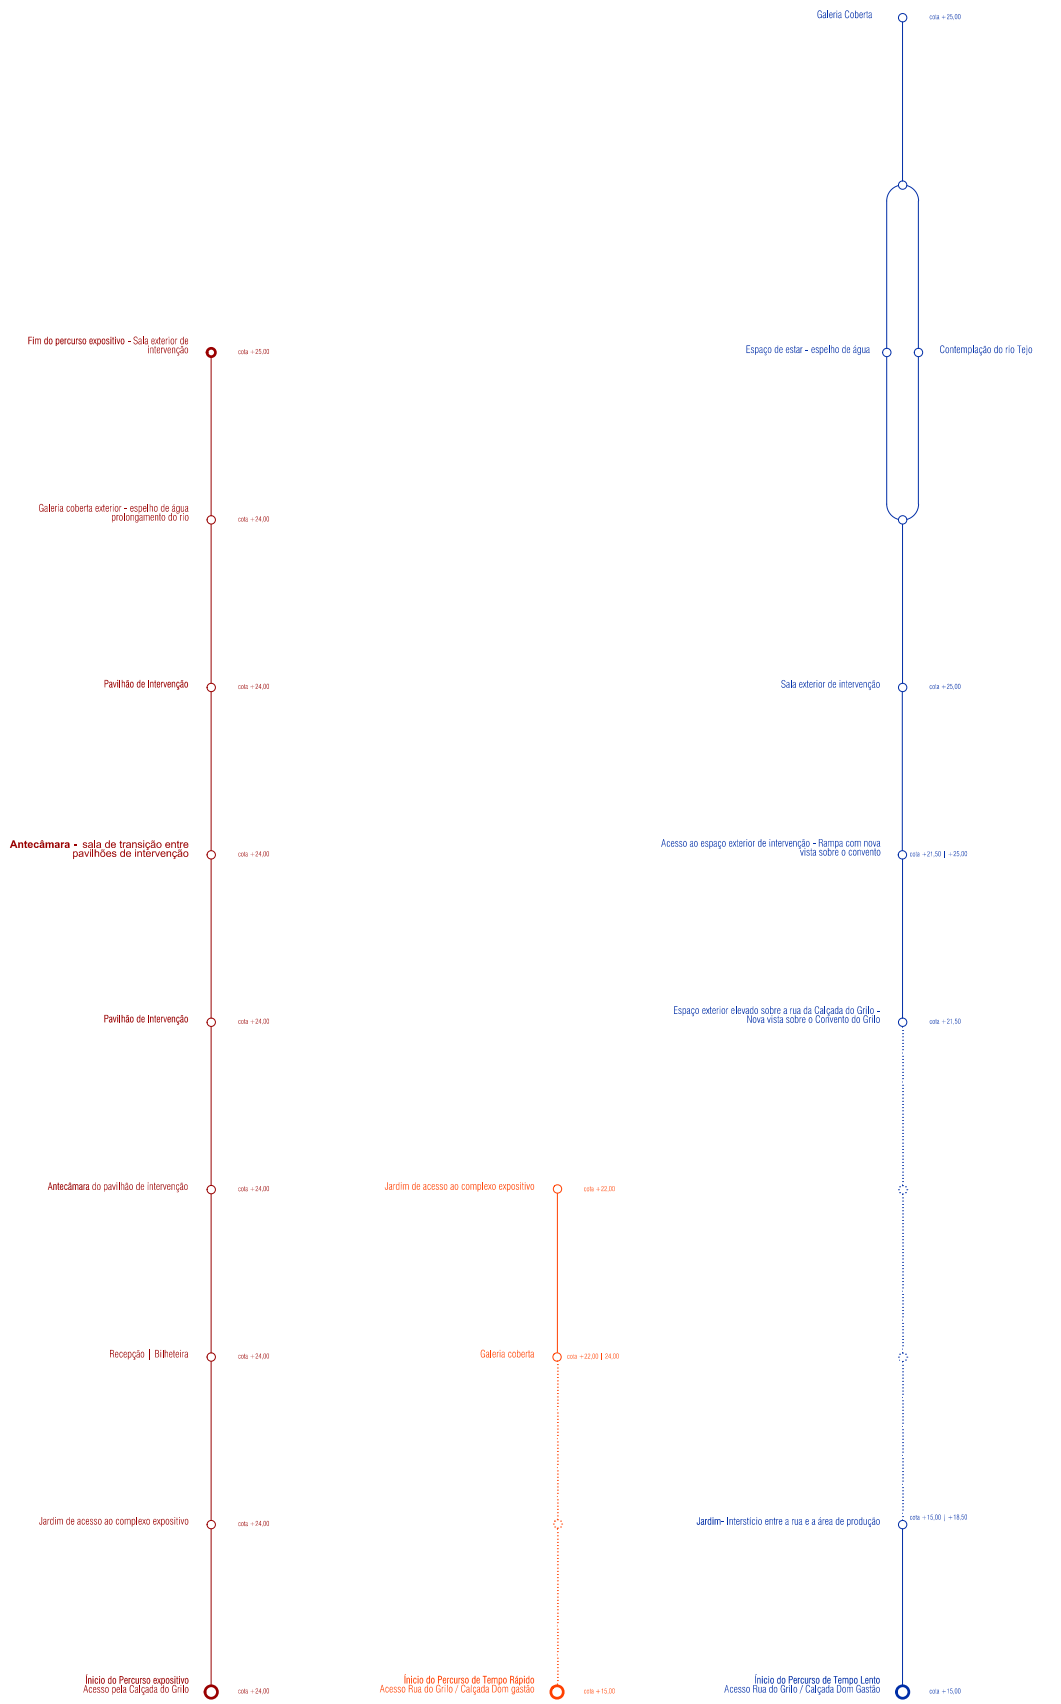 Galeria Coberta
cota +25,00
Fim do percurso expositivo - Sala exterior de
intervenção
cota +25,00
Espaço de estar - espelho de água
Contemplação do rio Tejo
Galeria coberta exterior - espelho de água
prolongamento do rio
cota +24,00
Pavilhão de Intervenção
cota +24,00
Sala exterior de intervenção
cota +25,00
Antecâmara - sala de transição entre
pavilhões de intervenção
cota +24,00
Acesso ao espaço exterior de intervenção - Rampa com nova
vista sobre o convento
cota +21,50 | +25,00
Pavilhão de Intervenção
cota +24,00
Espaço exterior elevado sobre a rua da Calçada do Grilo -
Nova vista sobre o Convento do Grilo
cota +21,50
Antecâmara do pavilhão de intervenção
cota +24,00
Jardim de acesso ao complexo expositivo
cota +22,00
Recepção | Bilheteira
cota +24,00
Galeria coberta
cota +22,00 | 24,00
Jardim de acesso ao complexo expositivo
cota +24,00
Jardim- Interstício entre a rua e a área de produção
cota +15,00 | +18,50
Ínicio do Percurso expositivo
Acesso pela Calçada do Grilo
cota +24,00
Ínicio do Percurso de Tempo Rápido
Acesso Rua do Grilo / Calçada Dom gastão
cota +15,00
Ínicio do Percurso de Tempo Lento
Acesso Rua do Grilo / Calçada Dom Gastão
cota +15,00